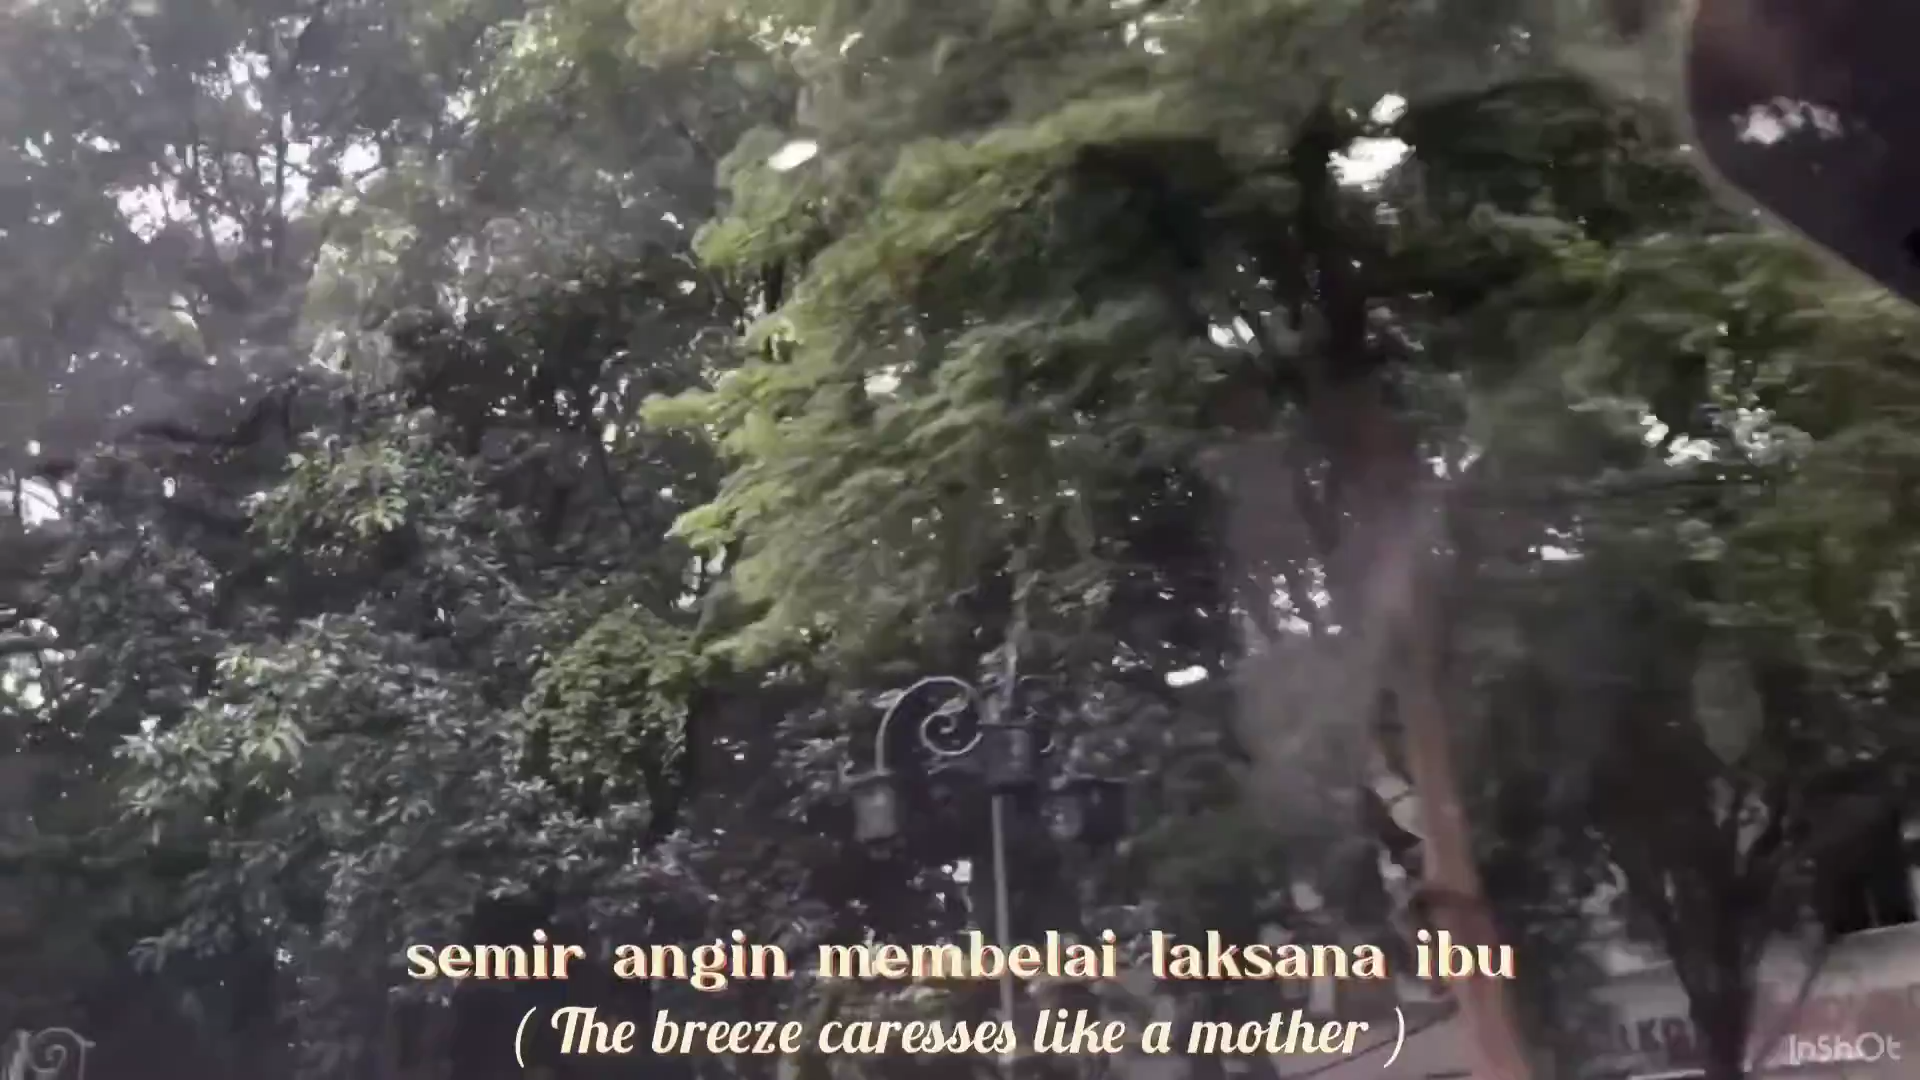 semir angin membelai laksana ibu
( The breeze caresses like a mother )
InShOt